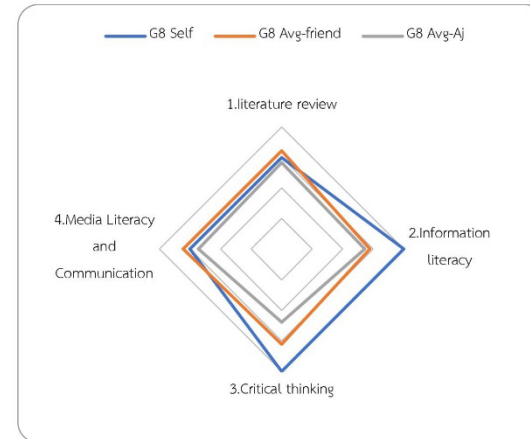 G8 Self G8 Avg-friend G8 Avg-Aj
1.literature review
2.Information
literacy
3.Critical thinking
4.Media Literacy
and
Communication